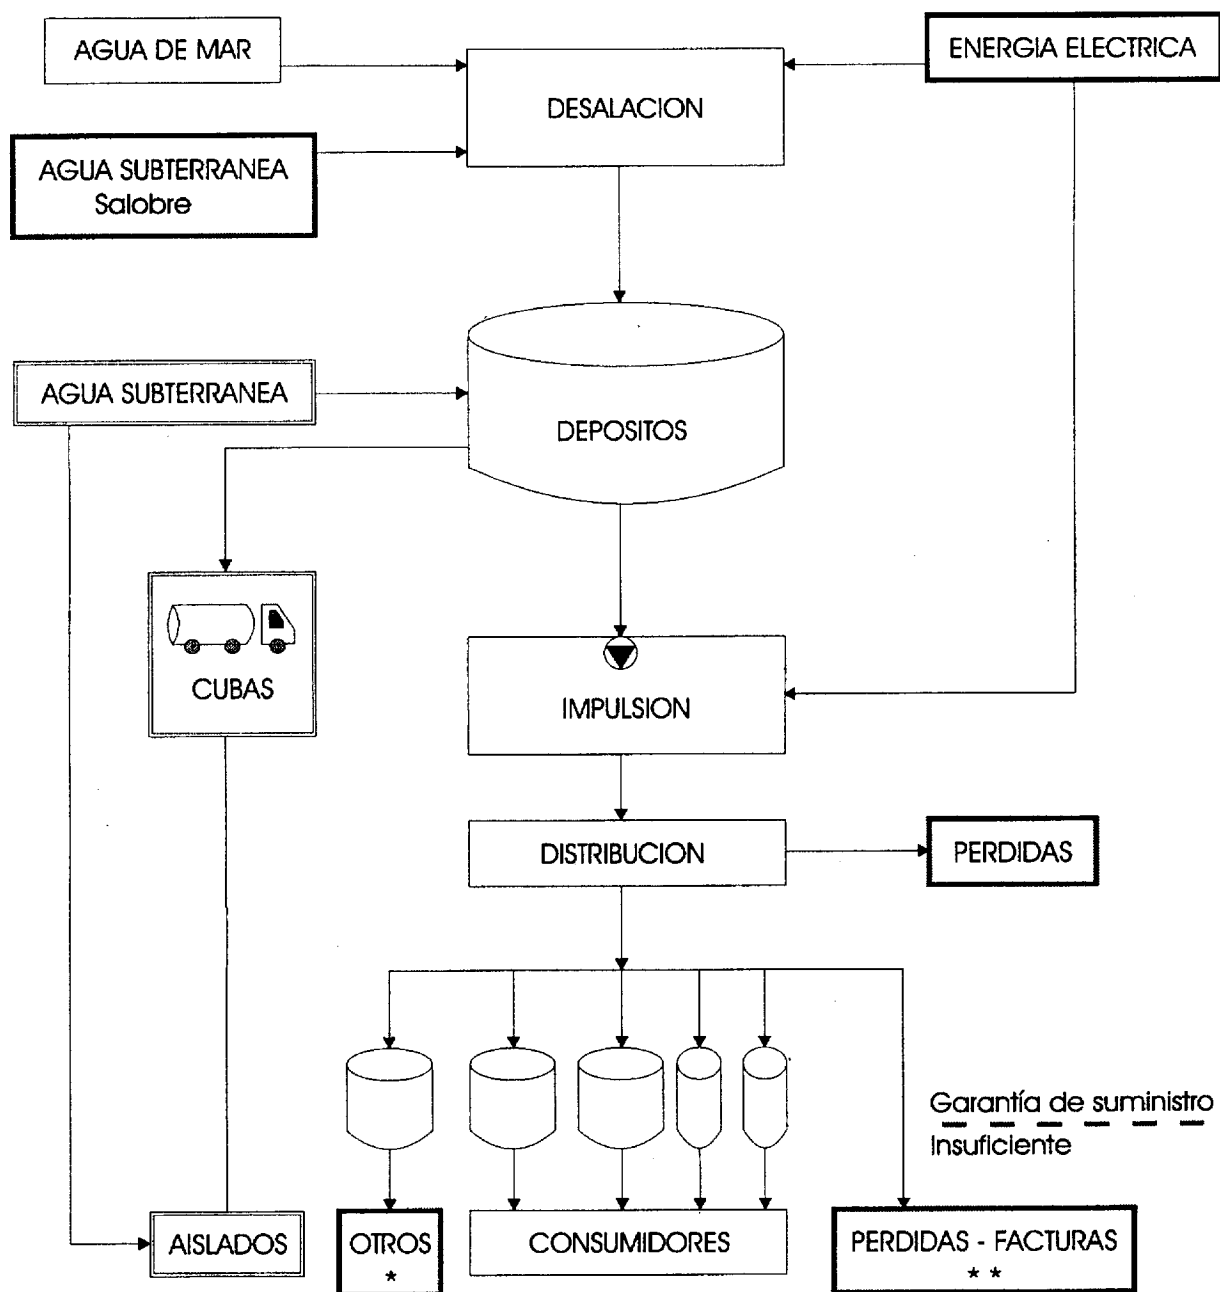 AGUA DE MAR
ENERGIA ELECTRICA
DESALACION
AGUA SUBTERRANEA
Salobre
AGUA SUBTERRANEA
DEPOSITOS
CUBAS
IMPULSION
DISTRIBUCION
PERDIDAS
Garantía de suministro
Insuficiente
AISLADOS
OTROS
*
CONSUMIDORES
PERDIDAS - FACTURAS
* *